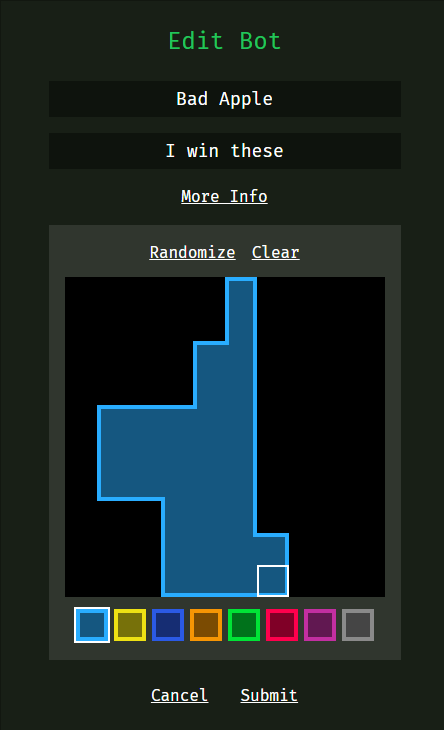 Edit Bot
Bad Apple
I win these
More Info
Randomize Clear
Cancel Submit